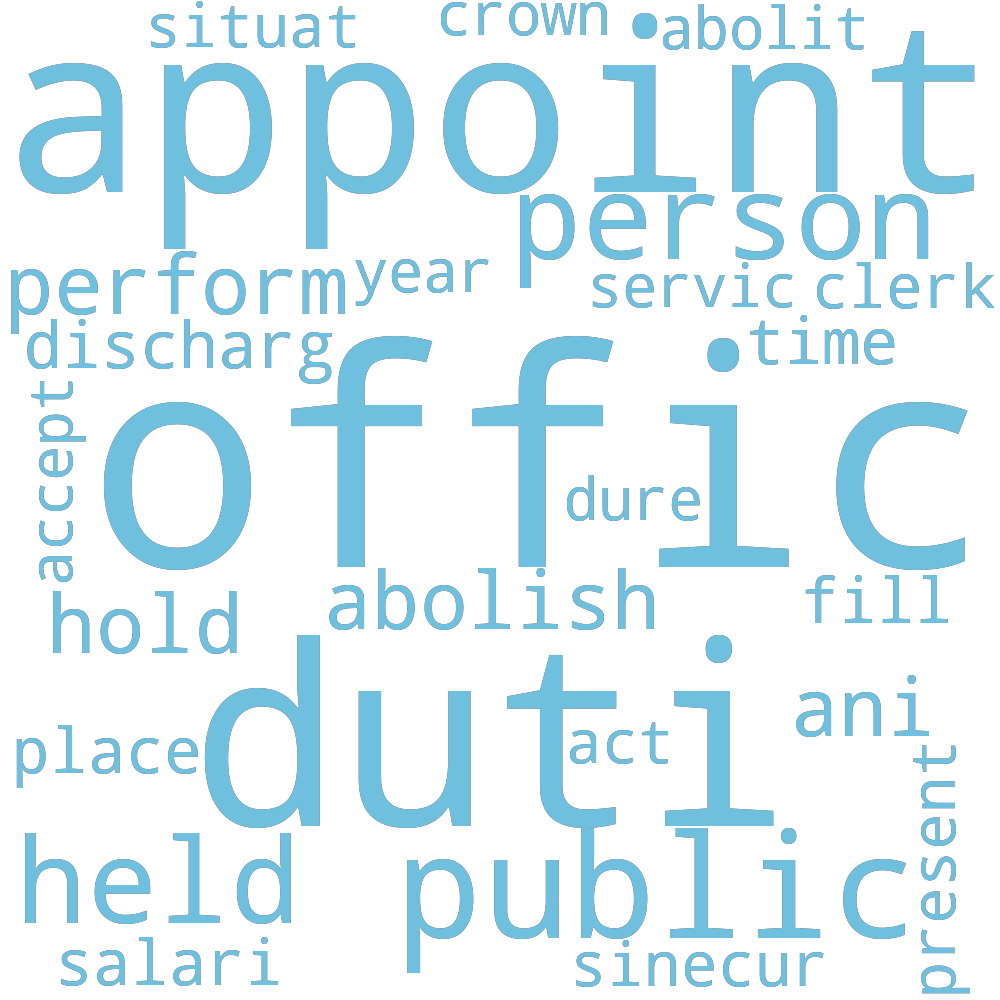 situat crown abolit
appoint
person
perform year servic clerk
discharg time
offic
accept
dure
hold abolish fill
duti
ani
place act
present
held public
salari sinecur